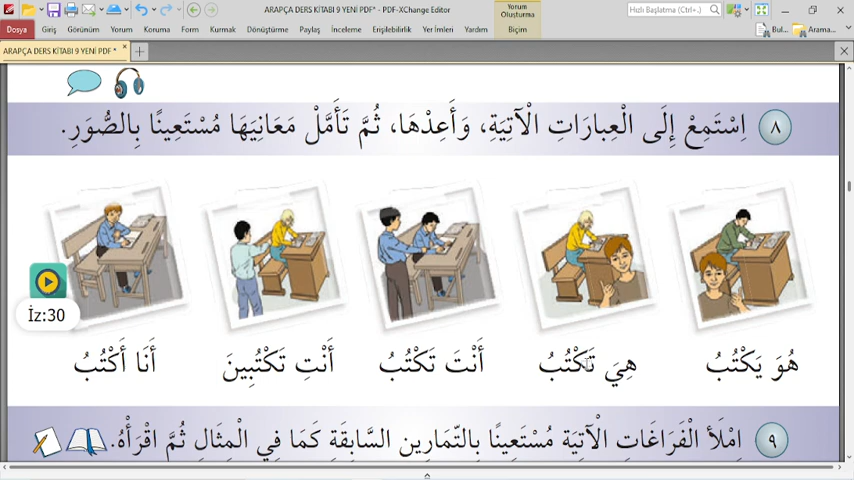 ARAPÇA DERS KİTABI 9 YENİ PDF* - PDF-XChange Editor
Yorum Oluşturma
Hızlı Başlatma (Ctrl+.)
Dosya Giriş Görünüm Yorum Koruma Form Kurmak Dönüştürme Paylaş İnceleme Erişilebilirlik Yer İmleri Yardım Biçim Bul... Arama...
ARAPÇA DERS KİTABI 9 YENİ PDF *
٨ اِسْتَمِعْ إِلَى الْعِبارَاتِ الْآتِيَةِ، وَأَعِدْهَا، ثُمَّ تَأَمَّلْ مَعَانِيَهَا مُسْتَعِينًا بِالصُّوَرِ.
İz:30
هُوَ يَكْتُبُ
هِيَ تَكْتُبُ
أَنْتَ تَكْتُبُ
أَنْتِ تَكْتُبِينَ
أَنَا أَكْتُبُ
٩ اِمْلَأْ الْفَرَاغَاتِ الْآتِيَة مُسْتَعِينًا بِالتّمَارِين السَّابِقَةِ كَمَا فِي الْمِثَالِ ثُمَّ اقْرَأْهُ.